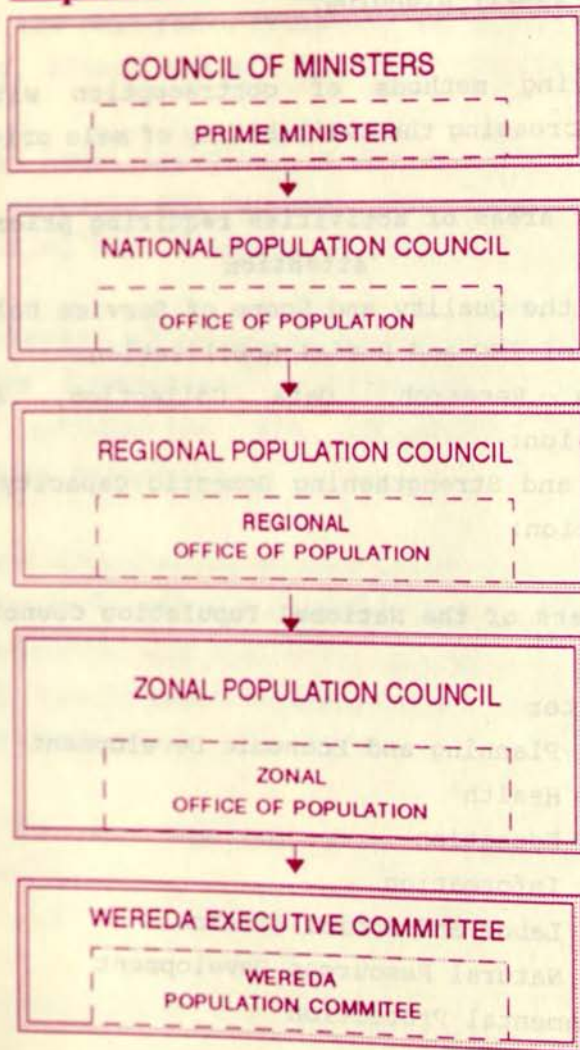 COUNCIL OF MINISTERS
PRIME MINISTER
NATIONAL POPULATION COUNCIL
OFFICE OF POPULATION
REGIONAL POPULATION COUNCIL
REGIONAL
OFFICE OF POPULATION
ZONAL POPULATION COUNCIL
ZONAL
OFFICE OF POPULATION
WEREDA EXECUTIVE COMMITTEE
WEREDA
POPULATION COMMITEE